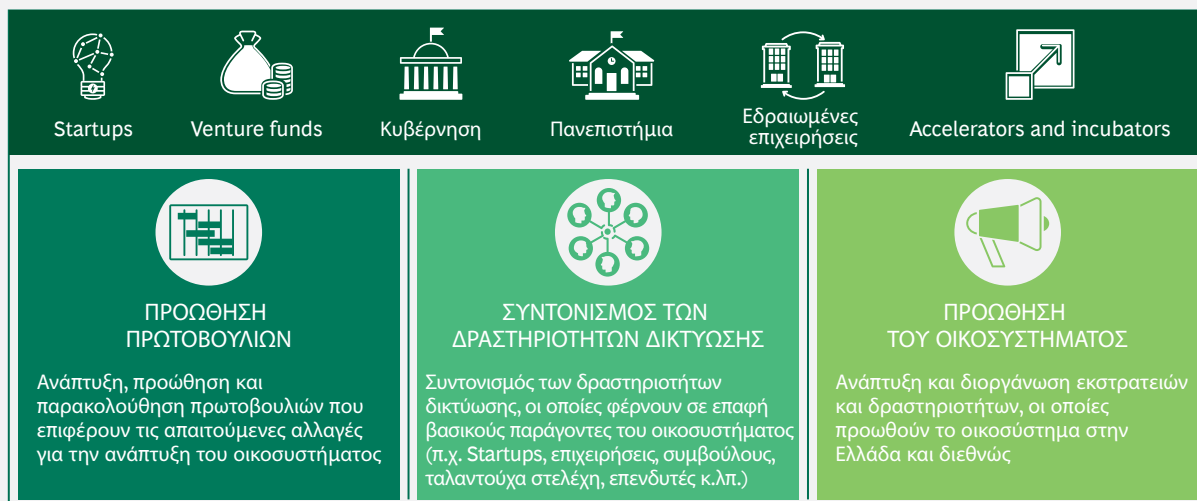 Startups
Venture funds
Κυβέρνηση
Πανεπιστήμια
Εδραιωμένες
επιχειρήσεις
Accelerators and incubators
ΠΡΟΩΘΗΣΗ
ΠΡΩΤΟΒΟΥΛΙΩΝ
Ανάπτυξη, προώθηση και
παρακολούθηση πρωτοβουλιών που
επιφέρουν τις απαιτούμενες αλλαγές
για την ανάπτυξη του οικοσυστήματος
ΣΥΝΤΟΝΙΣΜΟΣ ΤΩΝ
ΔΡΑΣΤΗΡΙΟΤΗΤΩΝ ΔΙΚΤΥΩΣΗΣ
Συντονισμός των δραστηριοτήτων
δικτύωσης, οι οποίες φέρνουν σε επαφή
βασικούς παράγοντες του οικοσυστήματος
(π.χ. Startups, επιχειρήσεις, συμβούλους,
ταλαντούχα στελέχη, επενδυτές κ.λπ.)
ΠΡΟΩΘΗΣΗ
ΤΟΥ ΟΙΚΟΣΥΣΤΗΜΑΤΟΣ
Ανάπτυξη και διοργάνωση εκστρατειών
και δραστηριοτήτων, οι οποίες
προωθούν το οικοσύστημα στην
Ελλάδα και διεθνώς